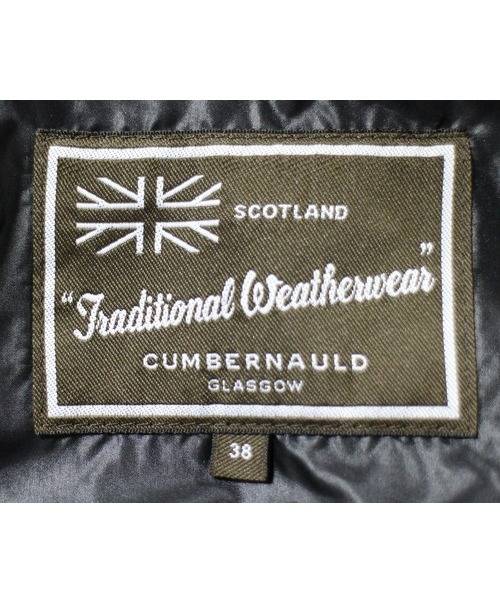 SCOTLAND
"Traditional Weatherwear"
CUMBERNAULD
GLASGOW
38